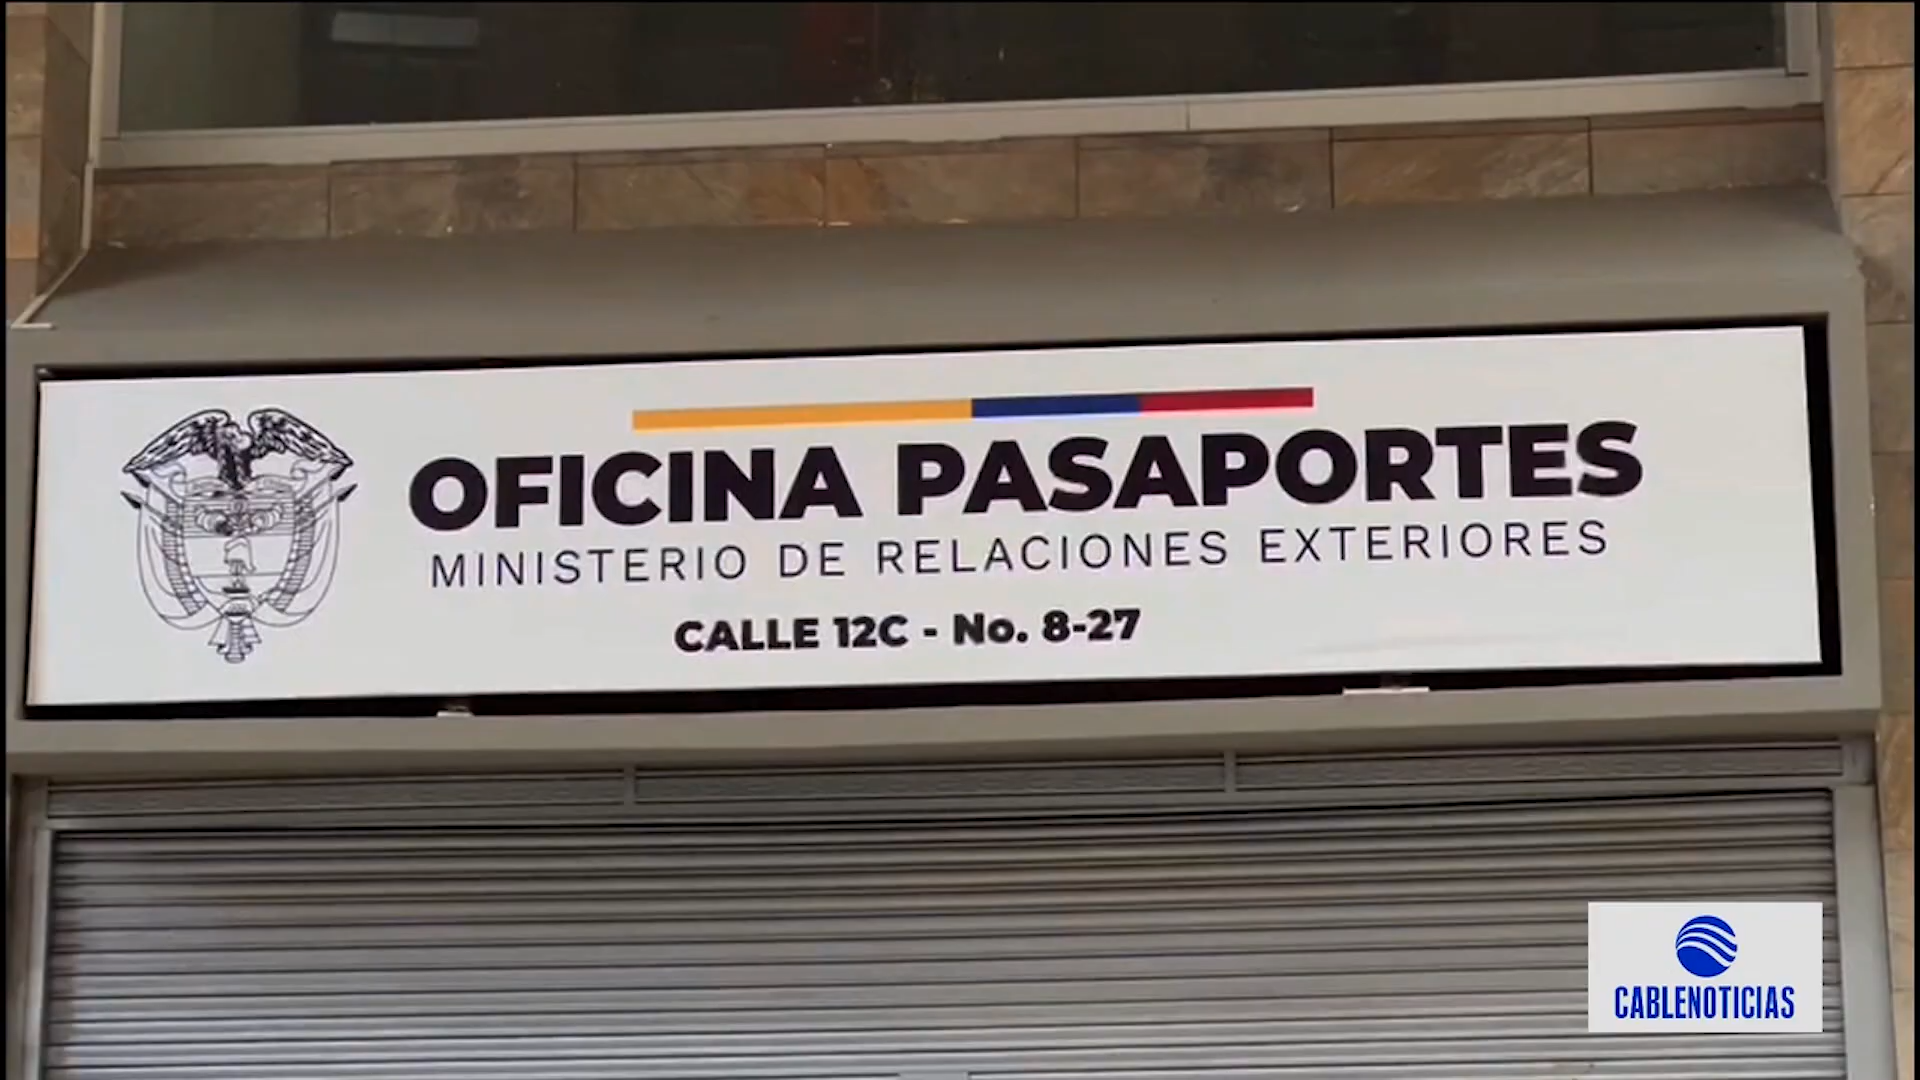 OFICINA PASAPORTES
MINISTERIO DE RELACIONES EXTERIORES
CALLE 12C - No. 8-27
CABLENOTICIAS